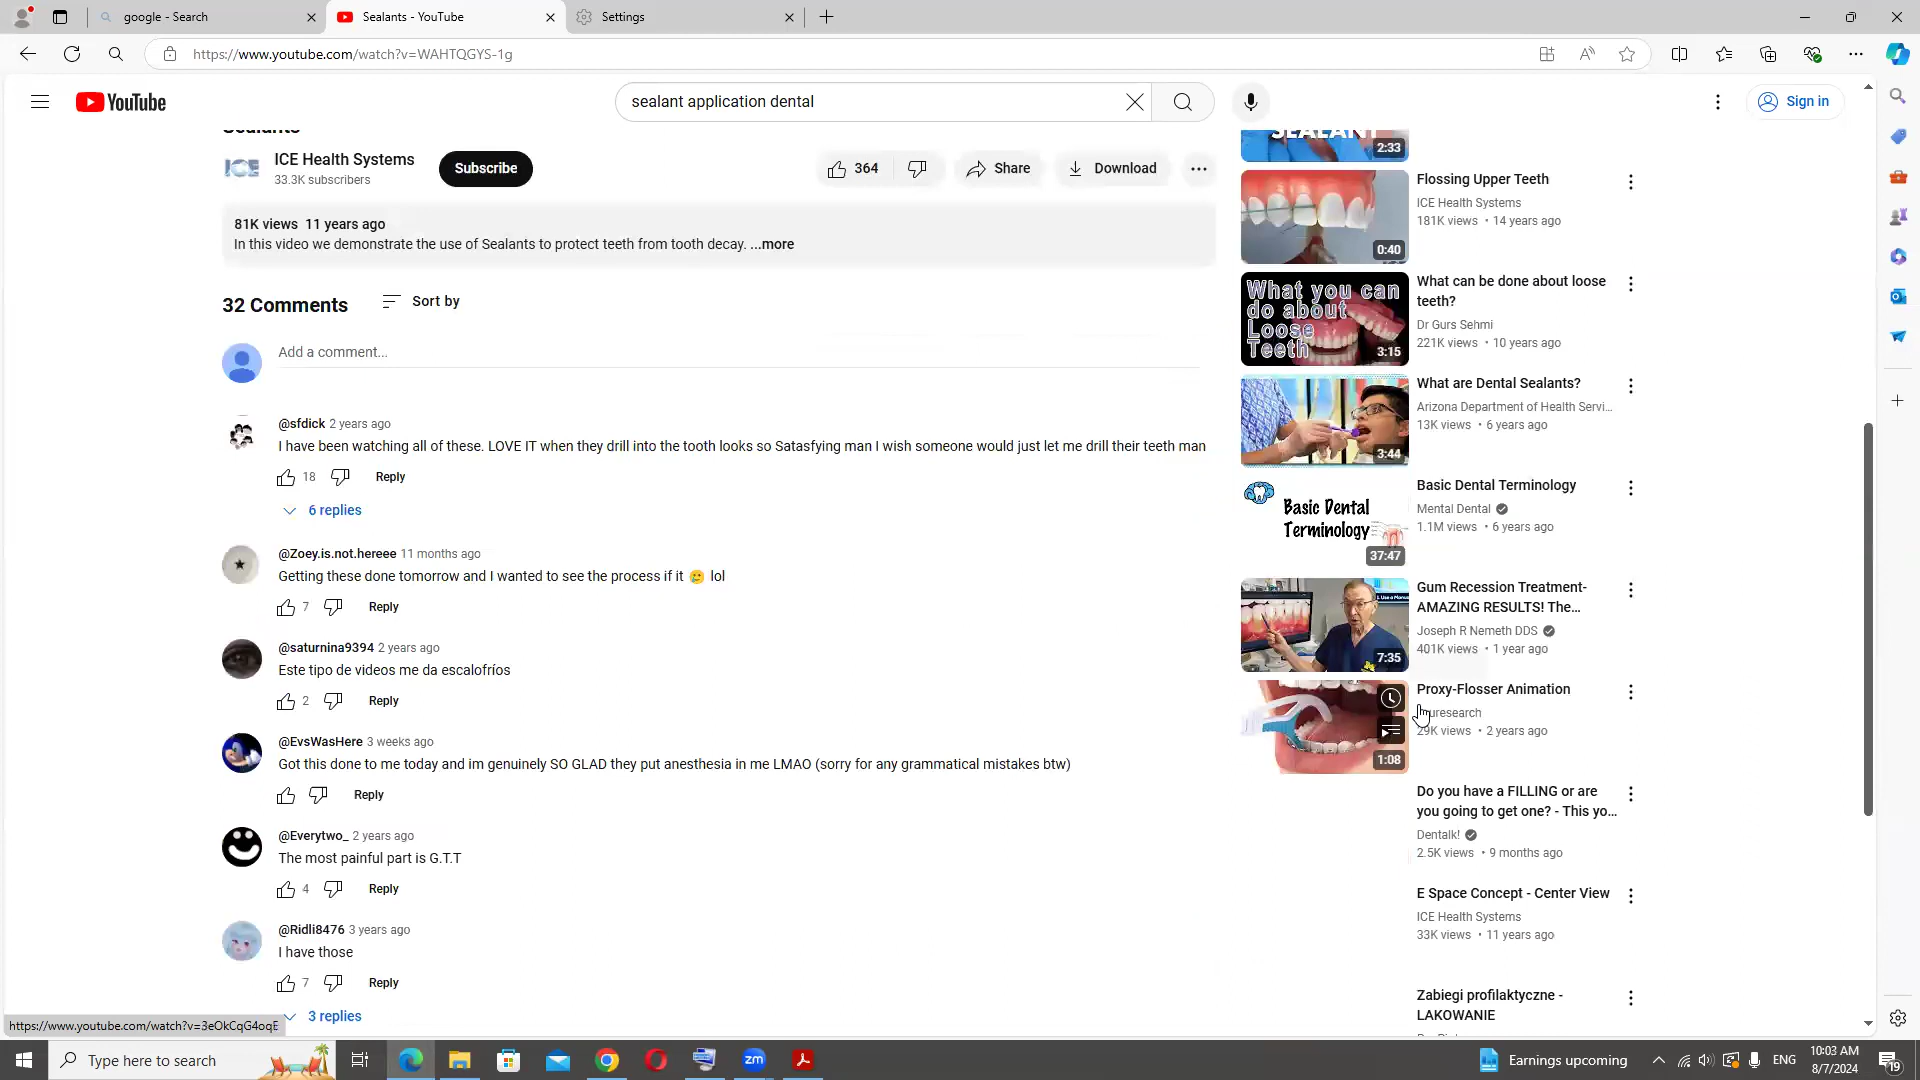 google - Search
Sealants - YouTube
Settings
https://www.youtube.com/watch?v=WAHTQGYS-1g
YouTube
sealant application dental
Sign in
Sealants
ICE
ICE Health Systems
33.3K subscribers
Subscribe
364
Share
Download
81K views 11 years ago
In this video we demonstrate the use of Sealants to protect teeth from tooth decay. ...more
32 Comments
Sort by
Add a comment...
@sfdick 2 years ago
I have been watching all of these. LOVE IT when they drill into the tooth looks so Satasfying man I wish someone would just let me drill their teeth man
18
Reply
6 replies
@Zoey.is.not.hereee 11 months ago
Getting these done tomorrow and I wanted to see the process if it 🥲 lol
7
Reply
@saturnina9394 2 years ago
Este tipo de videos me da escalofríos
2
Reply
@EvsWasHere 3 weeks ago
Got this done to me today and im genuinely SO GLAD they put anesthesia in me LMAO (sorry for any grammatical mistakes btw)
Reply
@Everytwo_ 2 years ago
The most painful part is G.T.T
4
Reply
@Ridli8476 3 years ago
I have those
7
Reply
3 replies
SEALANT
2:33
Flossing Upper Teeth
ICE Health Systems
181K views • 14 years ago
0:40
What you can
do about
Loose
Teeth
3:15
What can be done about loose
teeth?
Dr Gurs Sehmi
221K views • 10 years ago
3:44
What are Dental Sealants?
Arizona Department of Health Servi...
13K views • 6 years ago
Basic Dental
Terminology
37:47
Basic Dental Terminology
Mental Dental
1.1M views • 6 years ago
7:35
Gum Recession Treatment-
AMAZING RESULTS! The...
Joseph R Nemeth DDS
401K views • 1 year ago
1:08
Proxy-Flosser Animation
uresearch
29K views • 2 years ago
Do you have a FILLING or are
you going to get one? - This yo...
Dentalk!
2.5K views • 9 months ago
E Space Concept - Center View
ICE Health Systems
33K views • 11 years ago
Zabiegi profilaktyczne -
LAKOWANIE
https://www.youtube.com/watch?v=3eOkCqG4oqE
Type here to search
zm
Earnings upcoming
ENG
10:03 AM
8/7/2024
19